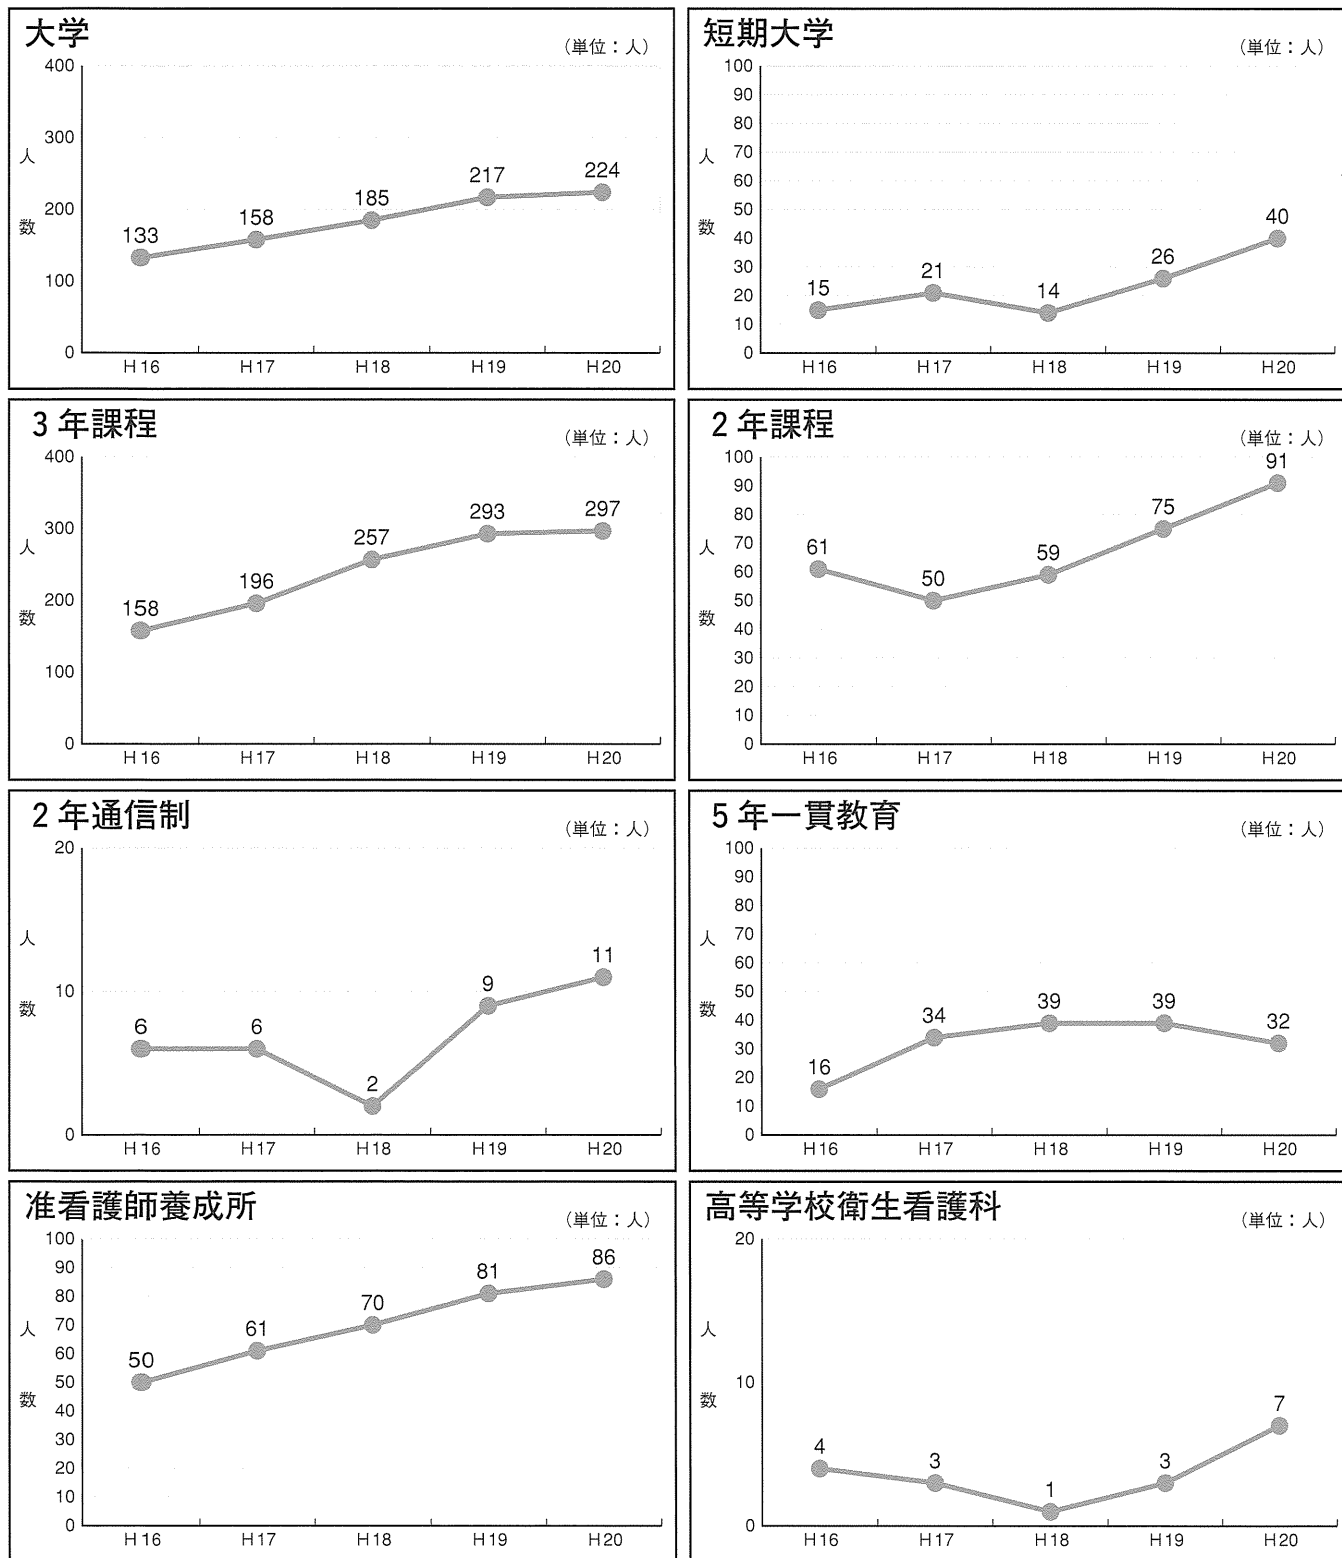 大学
（単位：人）
400
300
200
100
0
人
数
133
158
185
217
224
H16 H17 H18 H19 H20
短期大学
（単位：人）
100
90
80
70
60
50
40
30
20
10
0
人
数
15
21
14
26
40
H16 H17 H18 H19 H20
3年課程
（単位：人）
400
300
200
100
0
人
数
158
196
257
293
297
H16 H17 H18 H19 H20
2年課程
（単位：人）
100
90
80
70
60
50
40
30
20
10
0
人
数
61
50
59
75
91
H16 H17 H18 H19 H20
2年通信制
（単位：人）
20
10
0
人
数
6
6
2
9
11
H16 H17 H18 H19 H20
5年一貫教育
（単位：人）
100
90
80
70
60
50
40
30
20
10
0
人
数
16
34
39
39
32
H16 H17 H18 H19 H20
准看護師養成所
（単位：人）
100
90
80
70
60
50
40
30
20
10
0
人
数
50
61
70
81
86
H16 H17 H18 H19 H20
高等学校衛生看護科
（単位：人）
20
10
0
人
数
4
3
1
3
7
H16 H17 H18 H19 H20